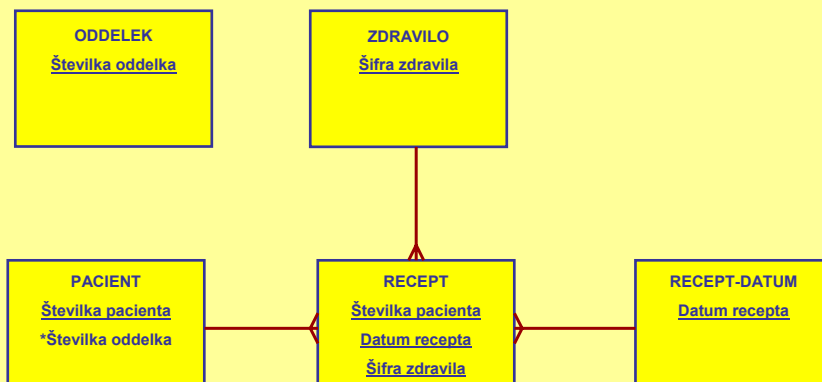 ODDELEK
Številka oddelka
ZDRAVILO
Šifra zdravila
PACIENT
Številka pacienta
*Številka oddelka
RECEPT
Številka pacienta
Datum recepta
Šifra zdravila
RECEPT-DATUM
Datum recepta